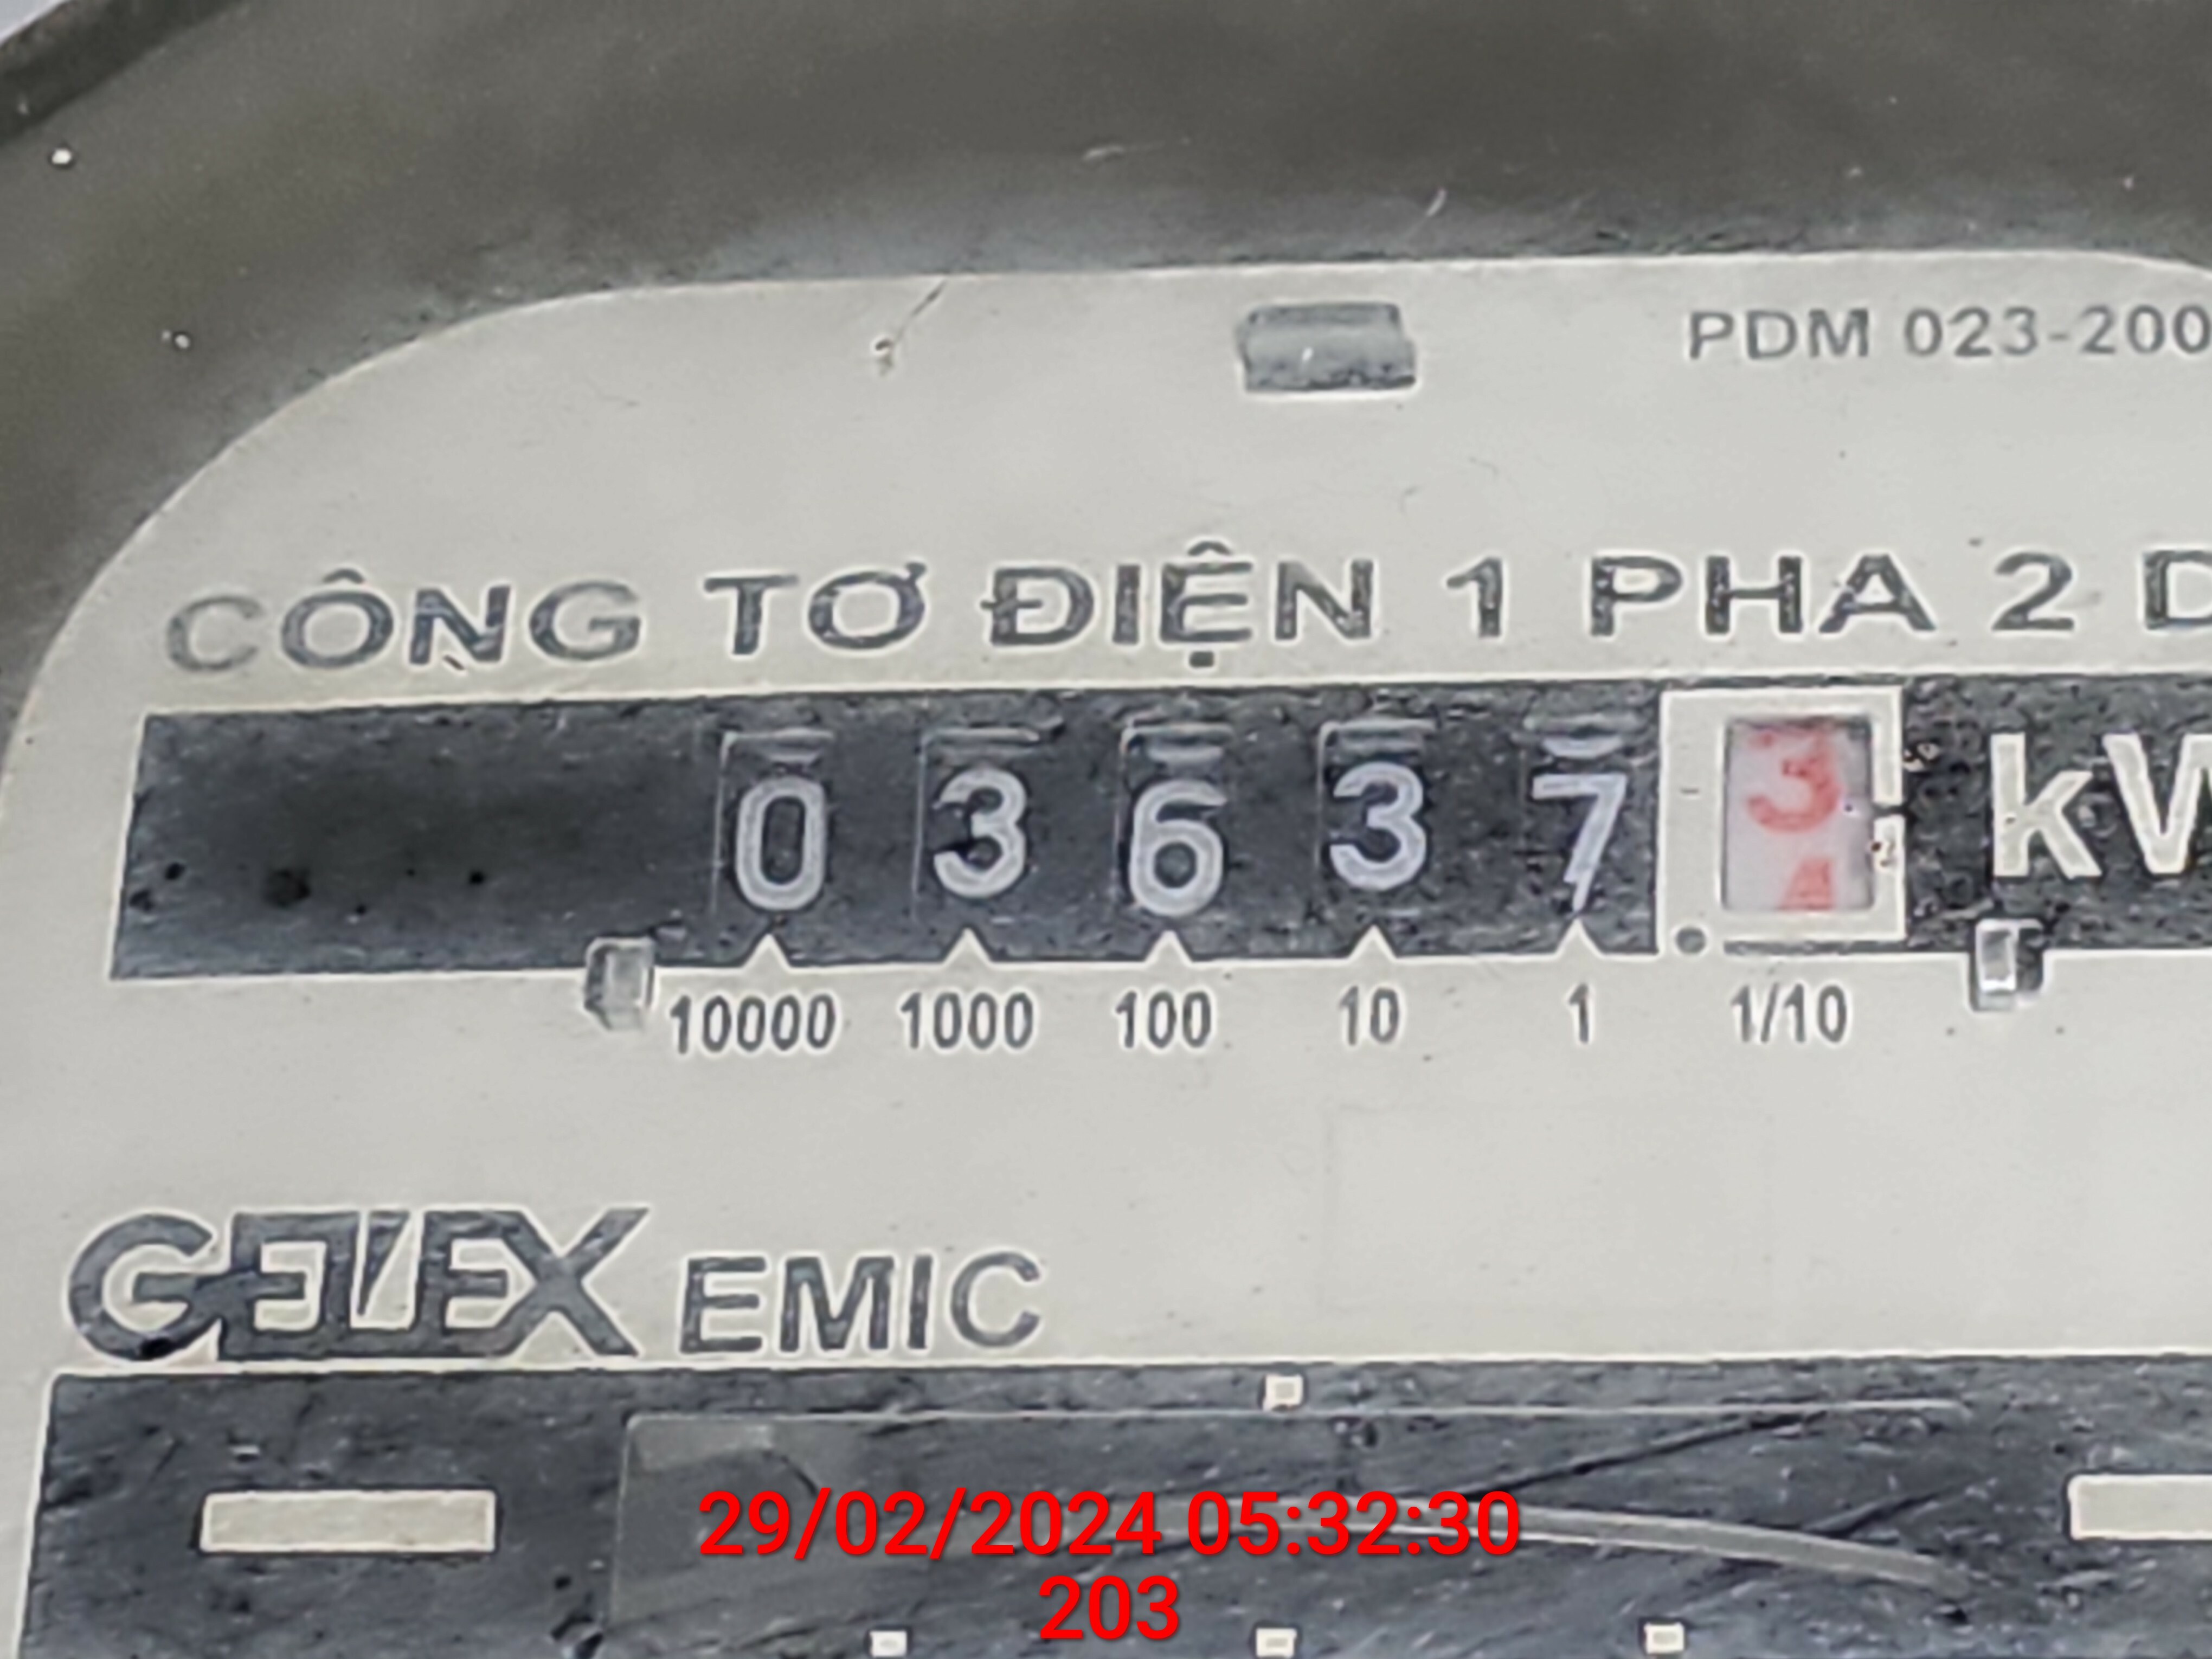 PDM 023-200
CÔNG TƠ ĐIỆN 1 PHA 2 D
0 3 6 3 7 3 kW
10000 1000 100 10 1 1/10
GELEX EMIC
29/02/2024 05:32:30
203